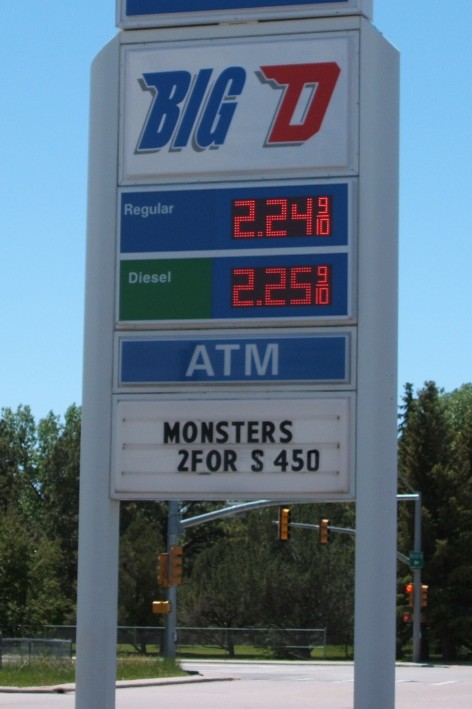 BIG D
Regular 2.24 9/10
Diesel 2.25 9/10
ATM
MONSTERS
2FOR S 450